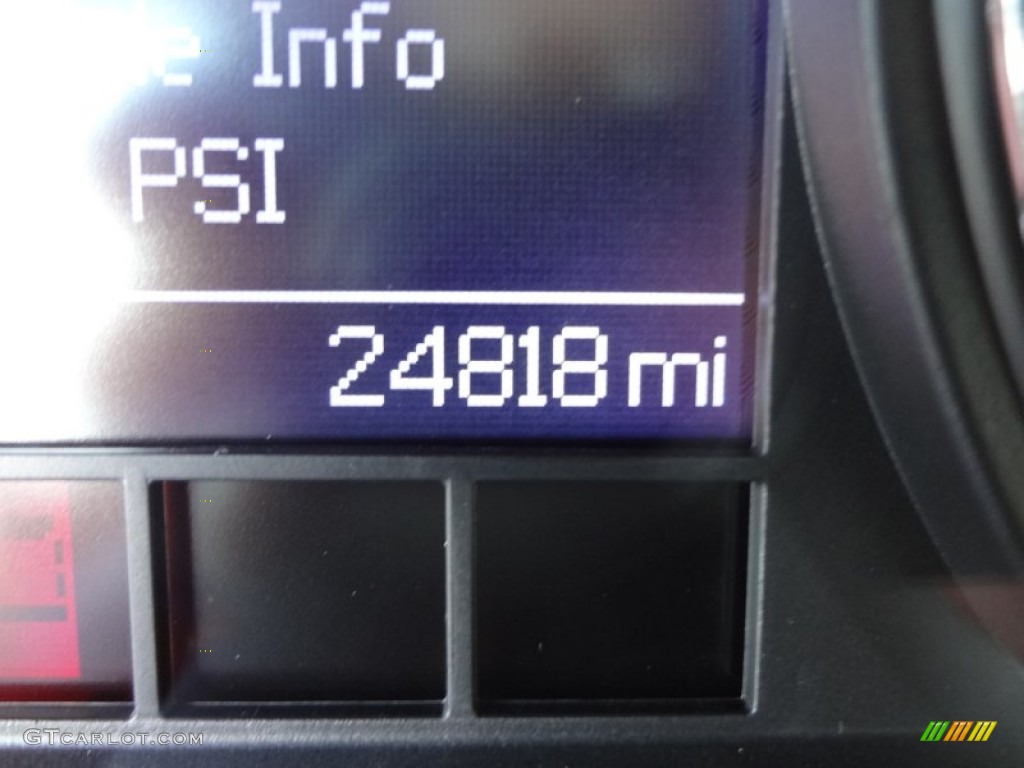 Info
PSI
24818 mi
GTCARLOT.COM